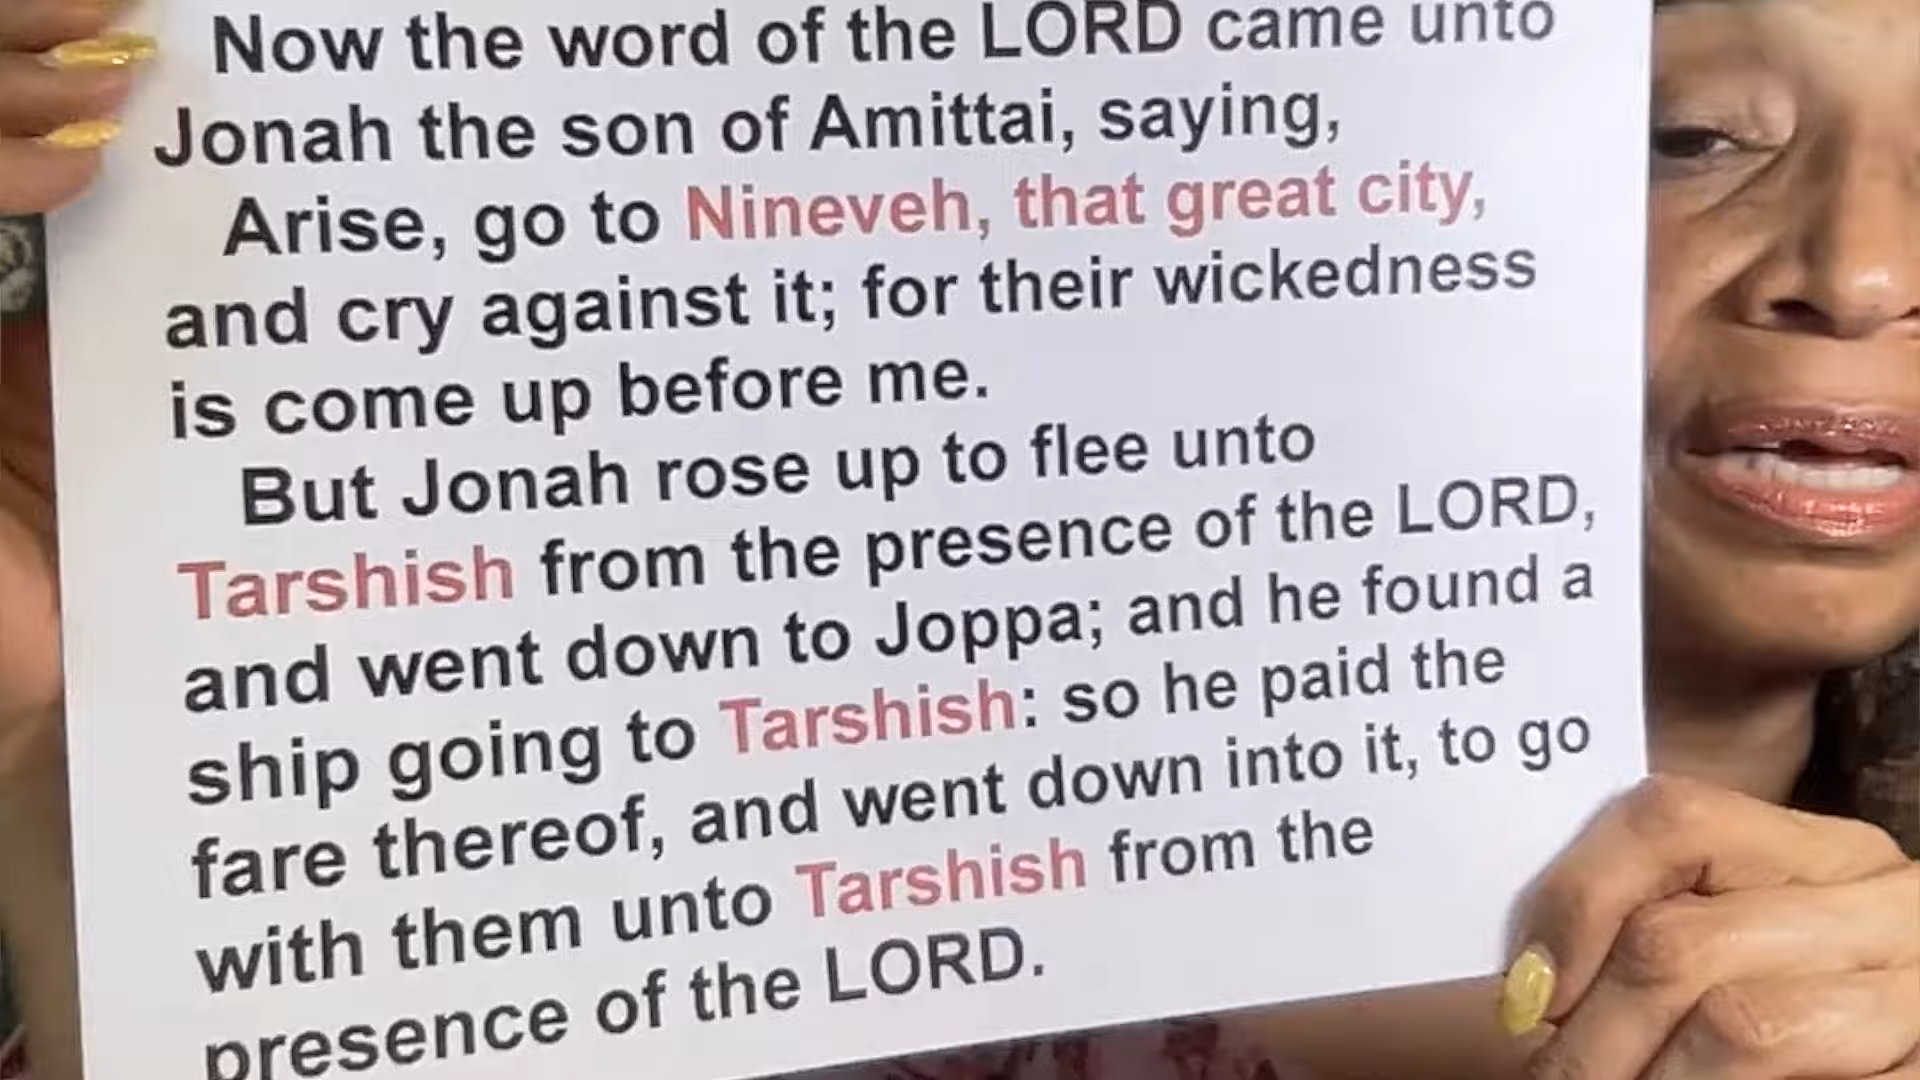 Now the word of the LORD came unto
Jonah the son of Amittai, saying,
Arise, go to Nineveh, that great city,
and cry against it; for their wickedness
is come up before me.
But Jonah rose up to flee unto
Tarshish from the presence of the LORD,
and went down to Joppa; and he found a
ship going to Tarshish: so he paid the
fare thereof, and went down into it, to go
with them unto Tarshish from the
presence of the LORD.